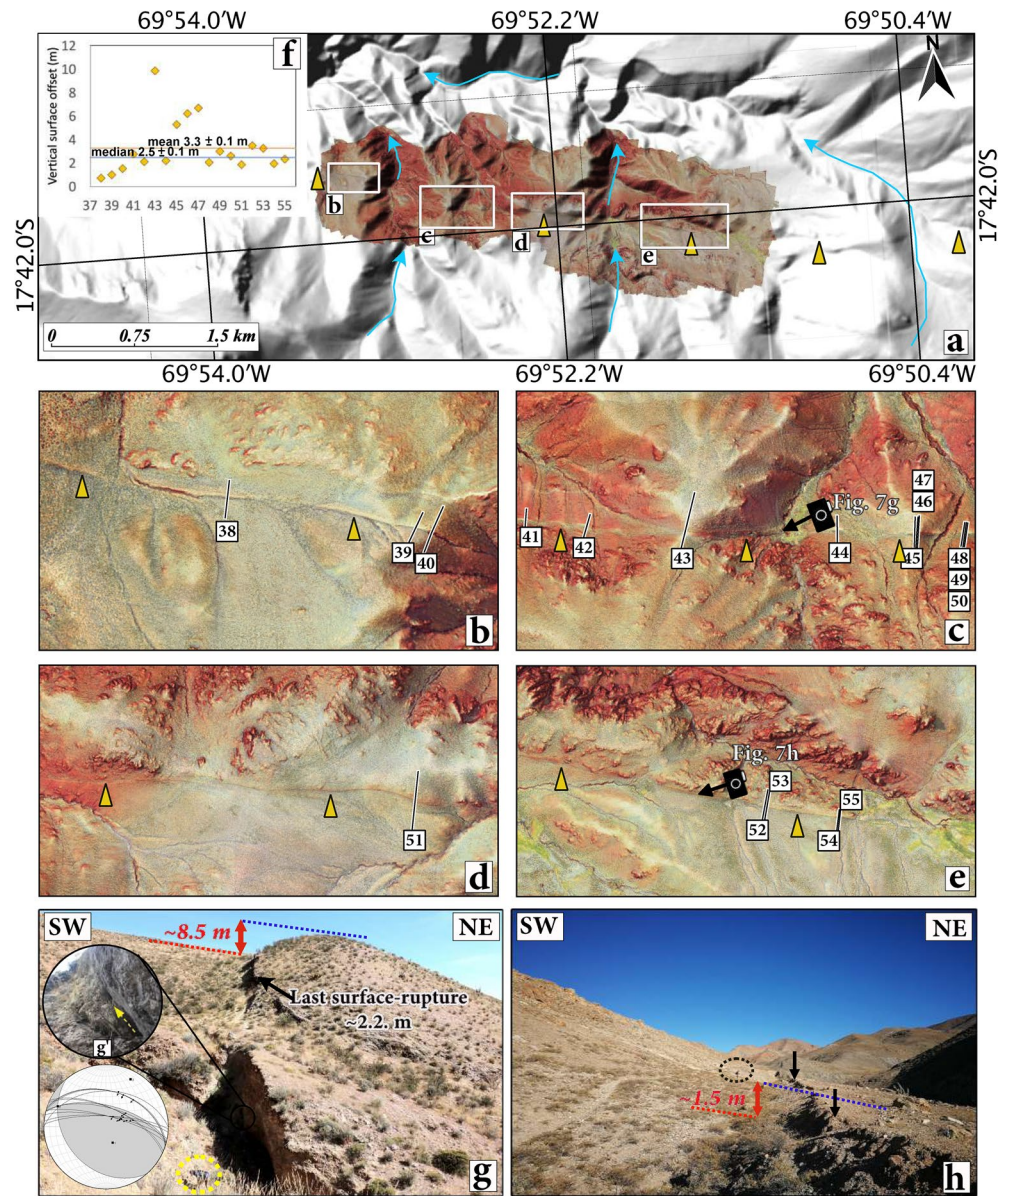 69°54.0′W 69°52.2′W 69°50.4′W
f
Vertical surface offset (m)
12
10
8
6
4
2
0
mean 3.3 ± 0.1 m
median 2.5 ± 0.1 m
37 39 41 43 45 47 49 51 53 55
N
17°42.0′S
17°42.0′S
b
c
d
e
0 0.75 1.5 km
a
69°54.0′W 69°52.2′W 69°50.4′W
38
39
40
b
41
42
43
Fig. 7g
44
47
46
45
48
49
50
c
51
d
Fig. 7h
53
52
55
54
e
SW
NE
~8.5 m
Last surface-rupture
~2.2. m
g'
g
SW
NE
~1.5 m
h